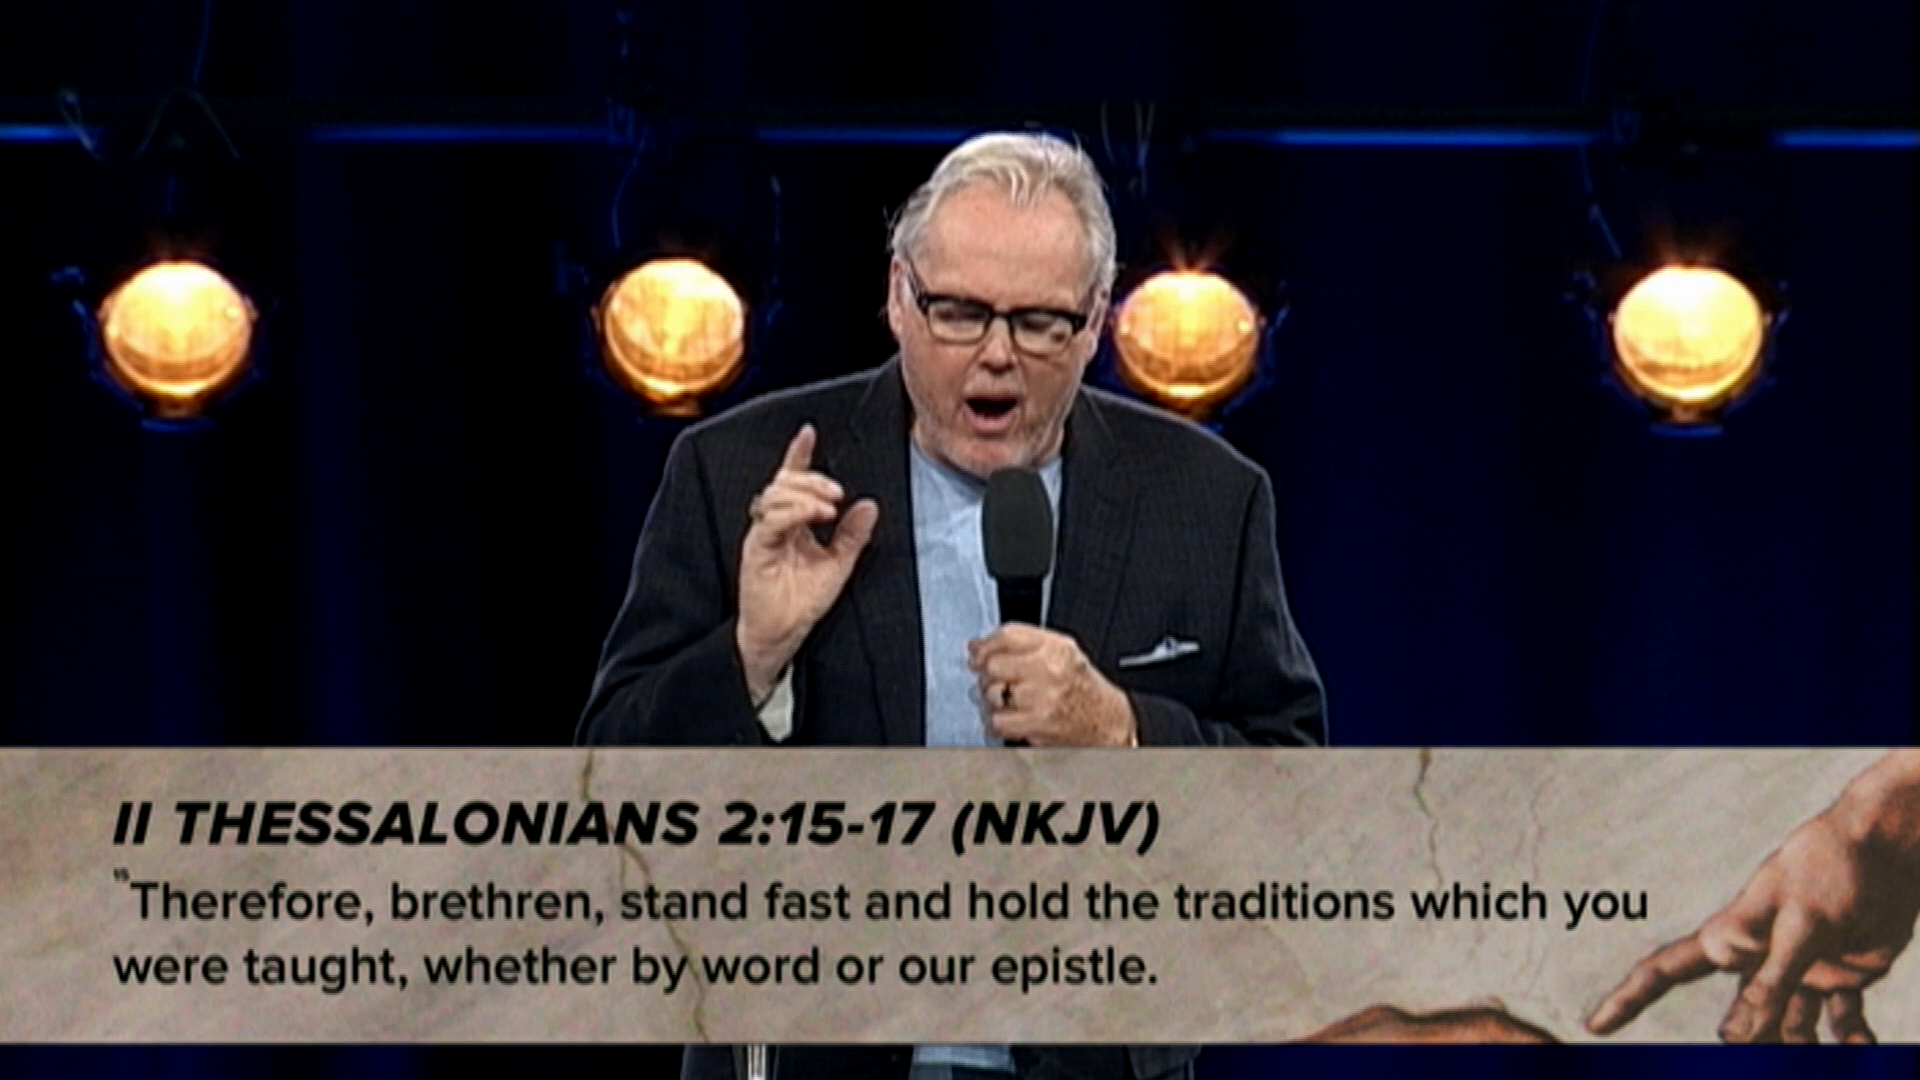 II THESSALONIANS 2:15-17 (NKJV)
¹⁵Therefore, brethren, stand fast and hold the traditions which you
were taught, whether by word or our epistle.